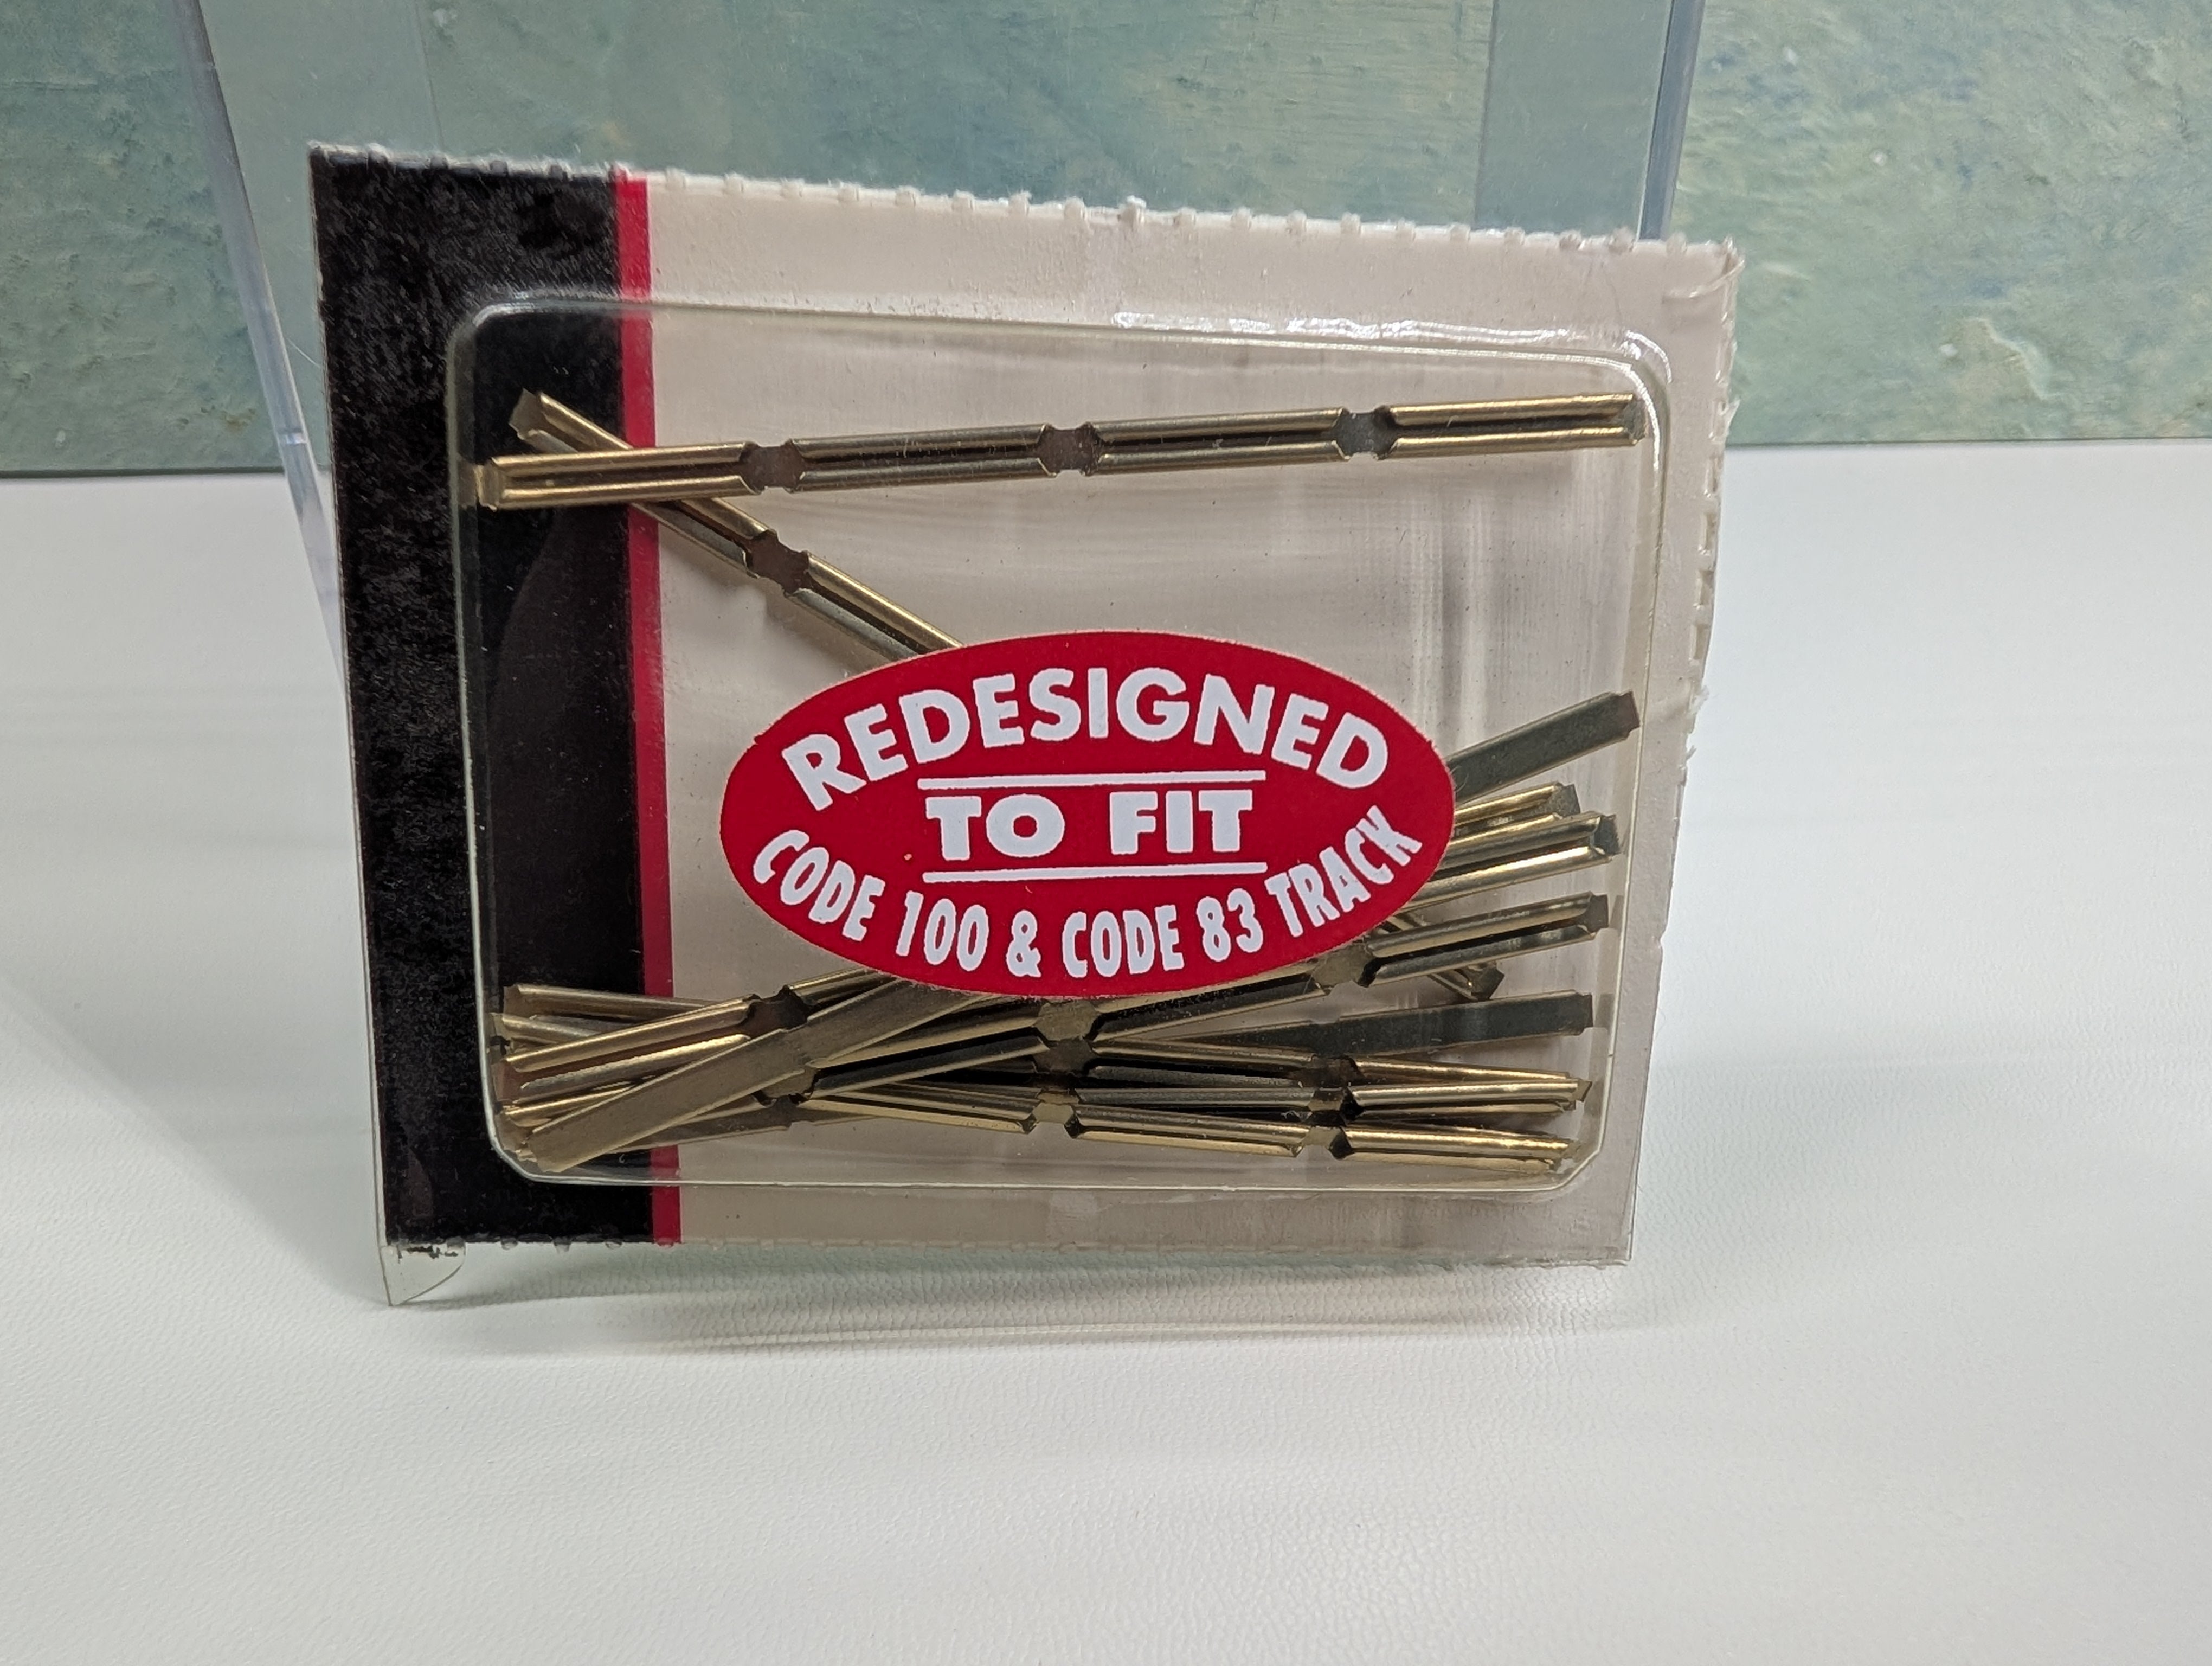 REDESIGNED
TO FIT
CODE 100 & CODE 83 TRACK